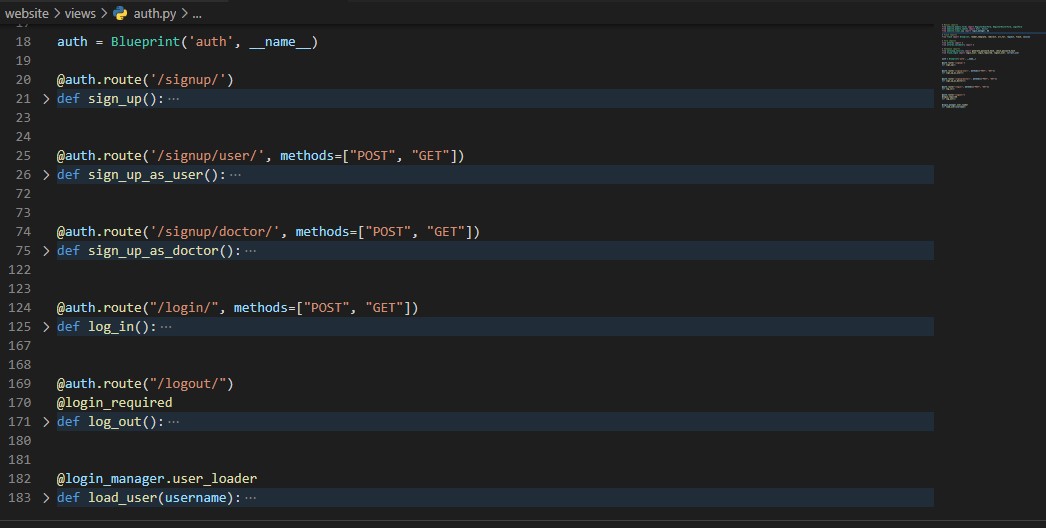 website > views > auth.py > ...
18 auth = Blueprint('auth', __name__)
19
20 @auth.route('/signup/')
21 > def sign_up(): ...
23
24
25 @auth.route('/signup/user/', methods=["POST", "GET"])
26 > def sign_up_as_user(): ...
72
73
74 @auth.route('/signup/doctor/', methods=["POST", "GET"])
75 > def sign_up_as_doctor(): ...
122
123
124 @auth.route("/login/", methods=["POST", "GET"])
125 > def log_in(): ...
167
168
169 @auth.route("/logout/")
170 @login_required
171 > def log_out(): ...
180
181
182 @login_manager.user_loader
183 > def load_user(username): ...